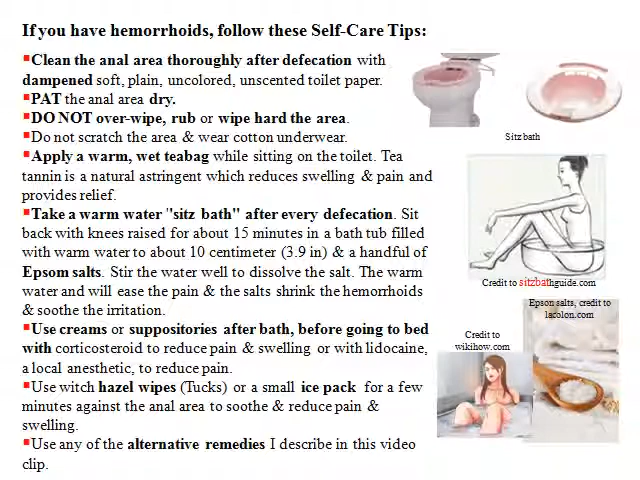 If you have hemorrhoids, follow these Self-Care Tips:
▪Clean the anal area thoroughly after defecation with
dampened soft, plain, uncolored, unscented toilet paper.
▪PAT the anal area dry.
▪DO NOT over-wipe, rub or wipe hard the area.
▪Do not scratch the area & wear cotton underwear.
▪Apply a warm, wet teabag while sitting on the toilet. Tea
tannin is a natural astringent which reduces swelling & pain and
provides relief.
▪Take a warm water "sitz bath" after every defecation. Sit
back with knees raised for about 15 minutes in a bath tub filled
with warm water to about 10 centimeter (3.9 in) & a handful of
Epsom salts. Stir the water well to dissolve the salt. The warm
water and will ease the pain & the salts shrink the hemorrhoids
& soothe the irritation.
▪Use creams or suppositories after bath, before going to bed
with corticosteroid to reduce pain & swelling or with lidocaine,
a local anesthetic, to reduce pain.
▪Use witch hazel wipes (Tucks) or a small ice pack for a few
minutes against the anal area to soothe & reduce pain &
swelling.
▪Use any of the alternative remedies I describe in this video
clip.
Sitz bath
Credit to sitzbathguide.com
Epsom salts, credit to
lacolon.com
Credit to
wikihow.com